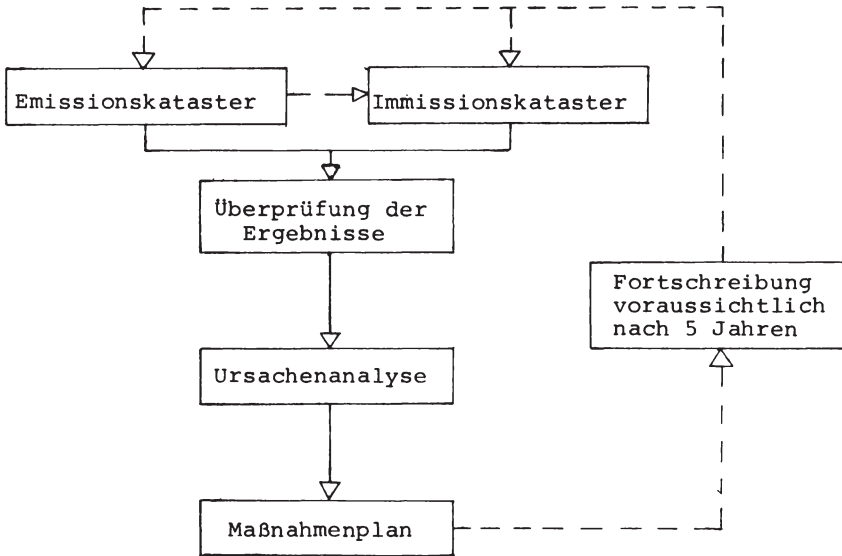 Emissionskataster
Immissionskataster
Überprüfung der
Ergebnisse
Fortschreibung
voraussichtlich
nach 5 Jahren
Ursachenanalyse
Maßnahmenplan